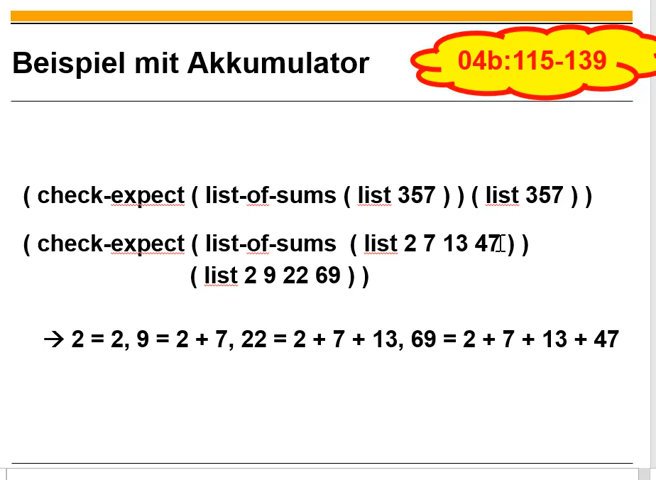 Beispiel mit Akkumulator
04b:115-139
( check-expect ( list-of-sums ( list 357 ) ) ( list 357 ) )
( check-expect ( list-of-sums ( list 2 7 13 47 ) )
( list 2 9 22 69 ) )
→ 2 = 2, 9 = 2 + 7, 22 = 2 + 7 + 13, 69 = 2 + 7 + 13 + 47